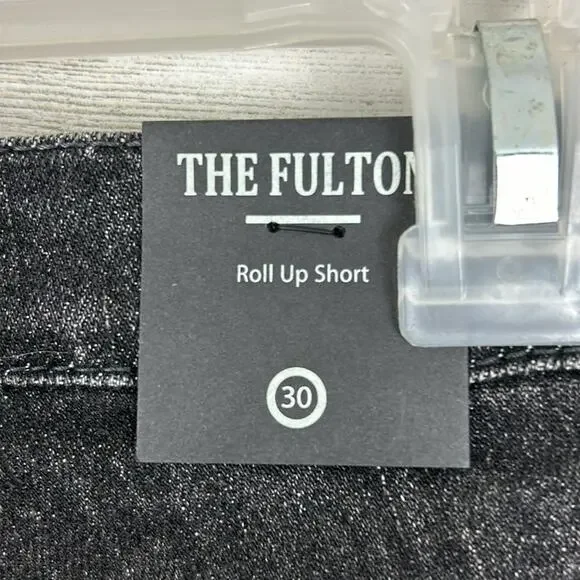 THE FULTON
Roll Up Short
30